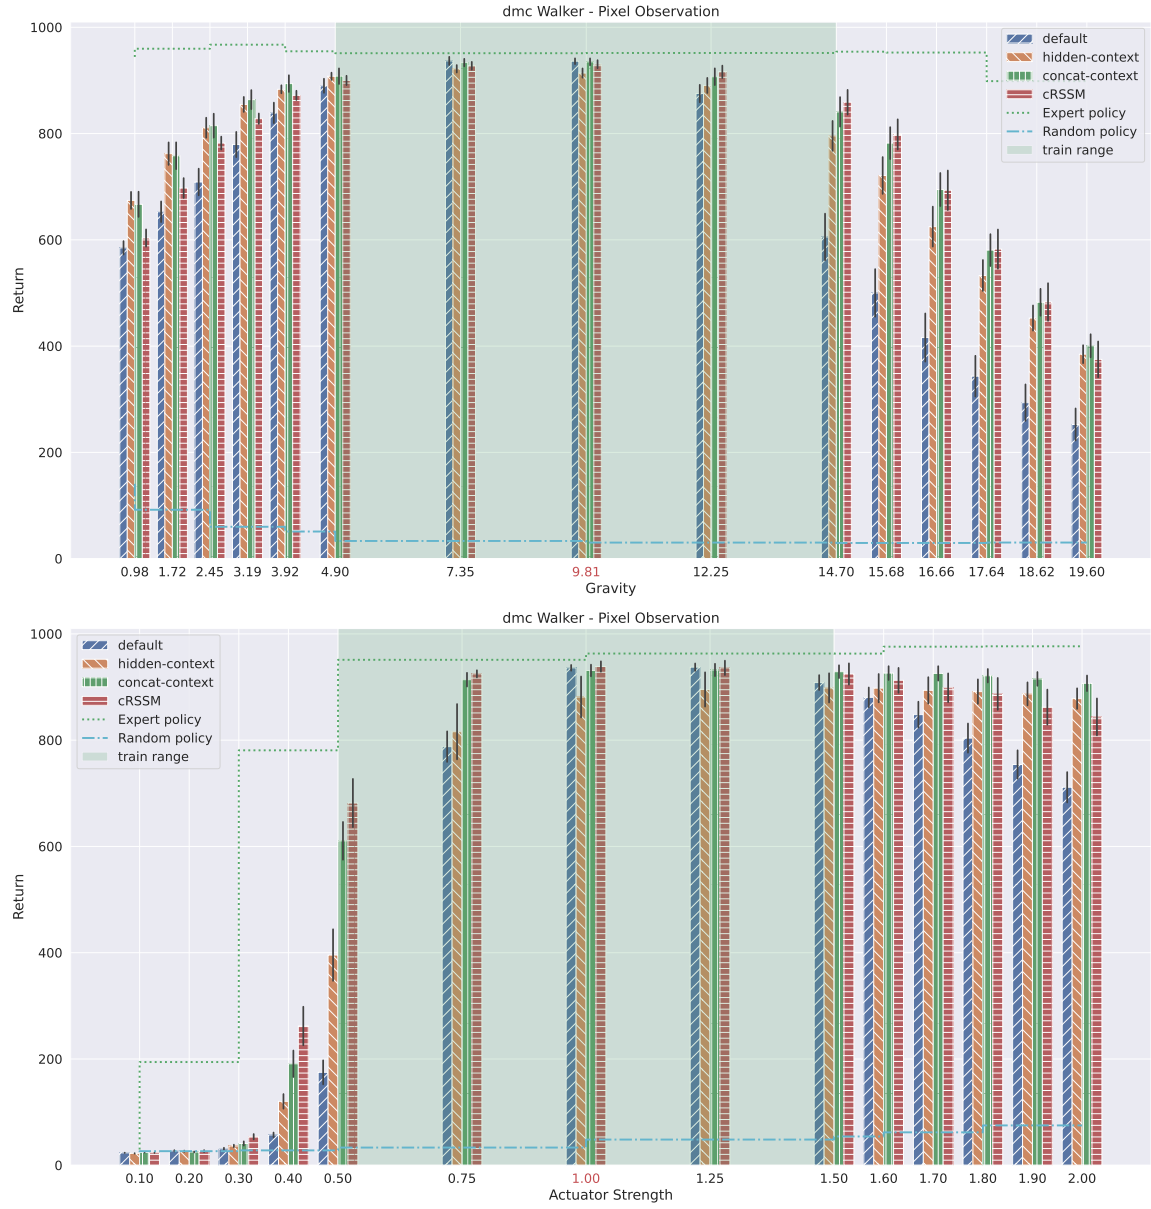 dmc Walker - Pixel Observation
1000
800
600
400
200
0
Return
default
hidden-context
concat-context
cRSSM
Expert policy
Random policy
train range
0.98 1.72 2.45 3.19 3.92 4.90 7.35 9.81 12.25 14.70 15.68 16.66 17.64 18.62 19.60
Gravity
dmc Walker - Pixel Observation
1000
800
600
400
200
0
Return
default
hidden-context
concat-context
cRSSM
Expert policy
Random policy
train range
0.10 0.20 0.30 0.40 0.50 0.75 1.00 1.25 1.50 1.60 1.70 1.80 1.90 2.00
Actuator Strength